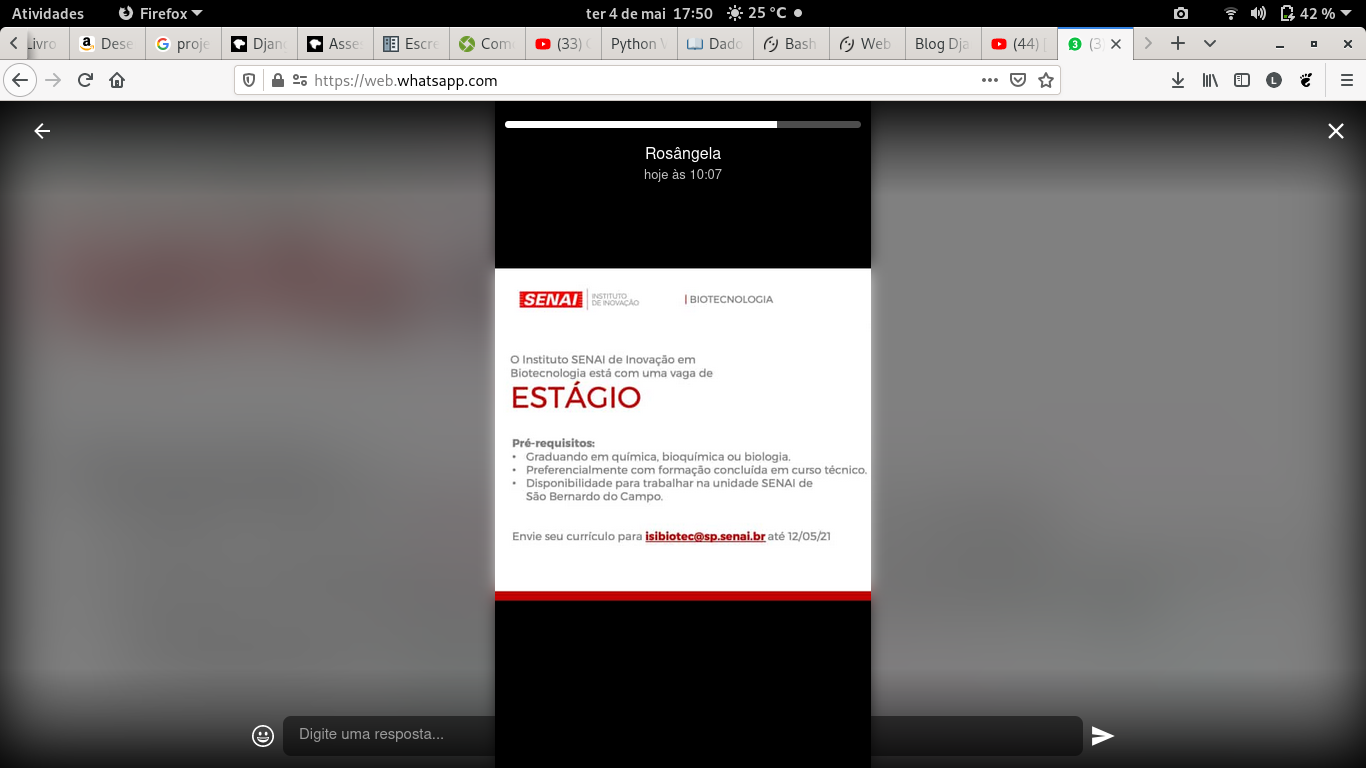 Atividades
Firefox
ter 4 de mai 17:50
25 °C
42 %
Livro
Dese
proje
Djan
Asse
Escre
Com
(33)
Python
Dado
Bash
Web
Blog Dja
(44)
(3)
https://web.whatsapp.com
L
Rosângela
hoje às 10:07
SENAI
INSTITUTO
DE INOVAÇÃO
| BIOTECNOLOGIA
O Instituto SENAI de Inovação em
Biotecnologia está com uma vaga de
ESTÁGIO
Pré-requisitos:
• Graduando em química, bioquímica ou biologia.
• Preferencialmente com formação concluída em curso técnico.
• Disponibilidade para trabalhar na unidade SENAI de
São Bernardo do Campo.
Envie seu currículo para isibiotec@sp.senai.br até 12/05/21
Digite uma resposta...